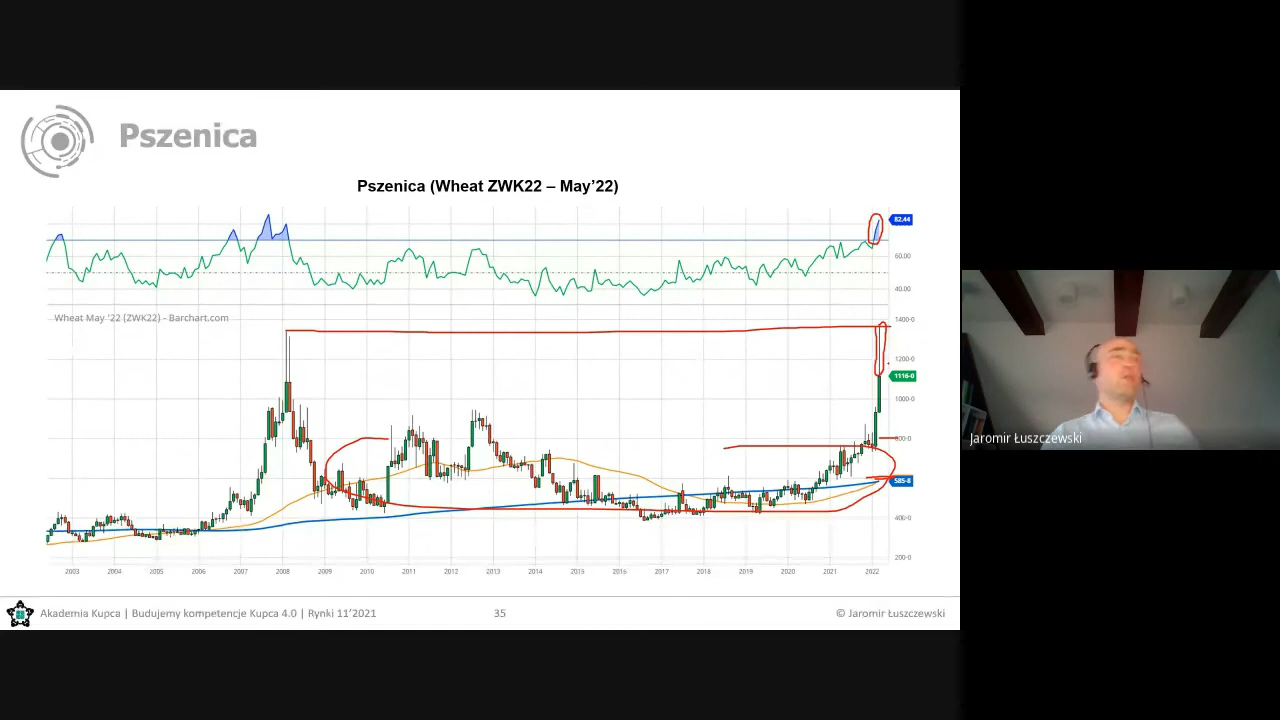 Pszenica
Pszenica (Wheat ZWK22 – May'22)
82.44
60.00
40.00
Wheat May '22 (ZWK22) - Barchart.com
1400-0
1200-0
1116-0
1000-0
800-0
585-8
400-0
200-0
2003 2004 2005 2006 2007 2008 2009 2010 2011 2012 2013 2014 2015 2016 2017 2018 2019 2020 2021 2022
Akademia Kupca | Budujemy kompetencje Kupca 4.0 | Rynki 11'2021
35
© Jaromir Łuszczewski
Jaromir Łuszczewski